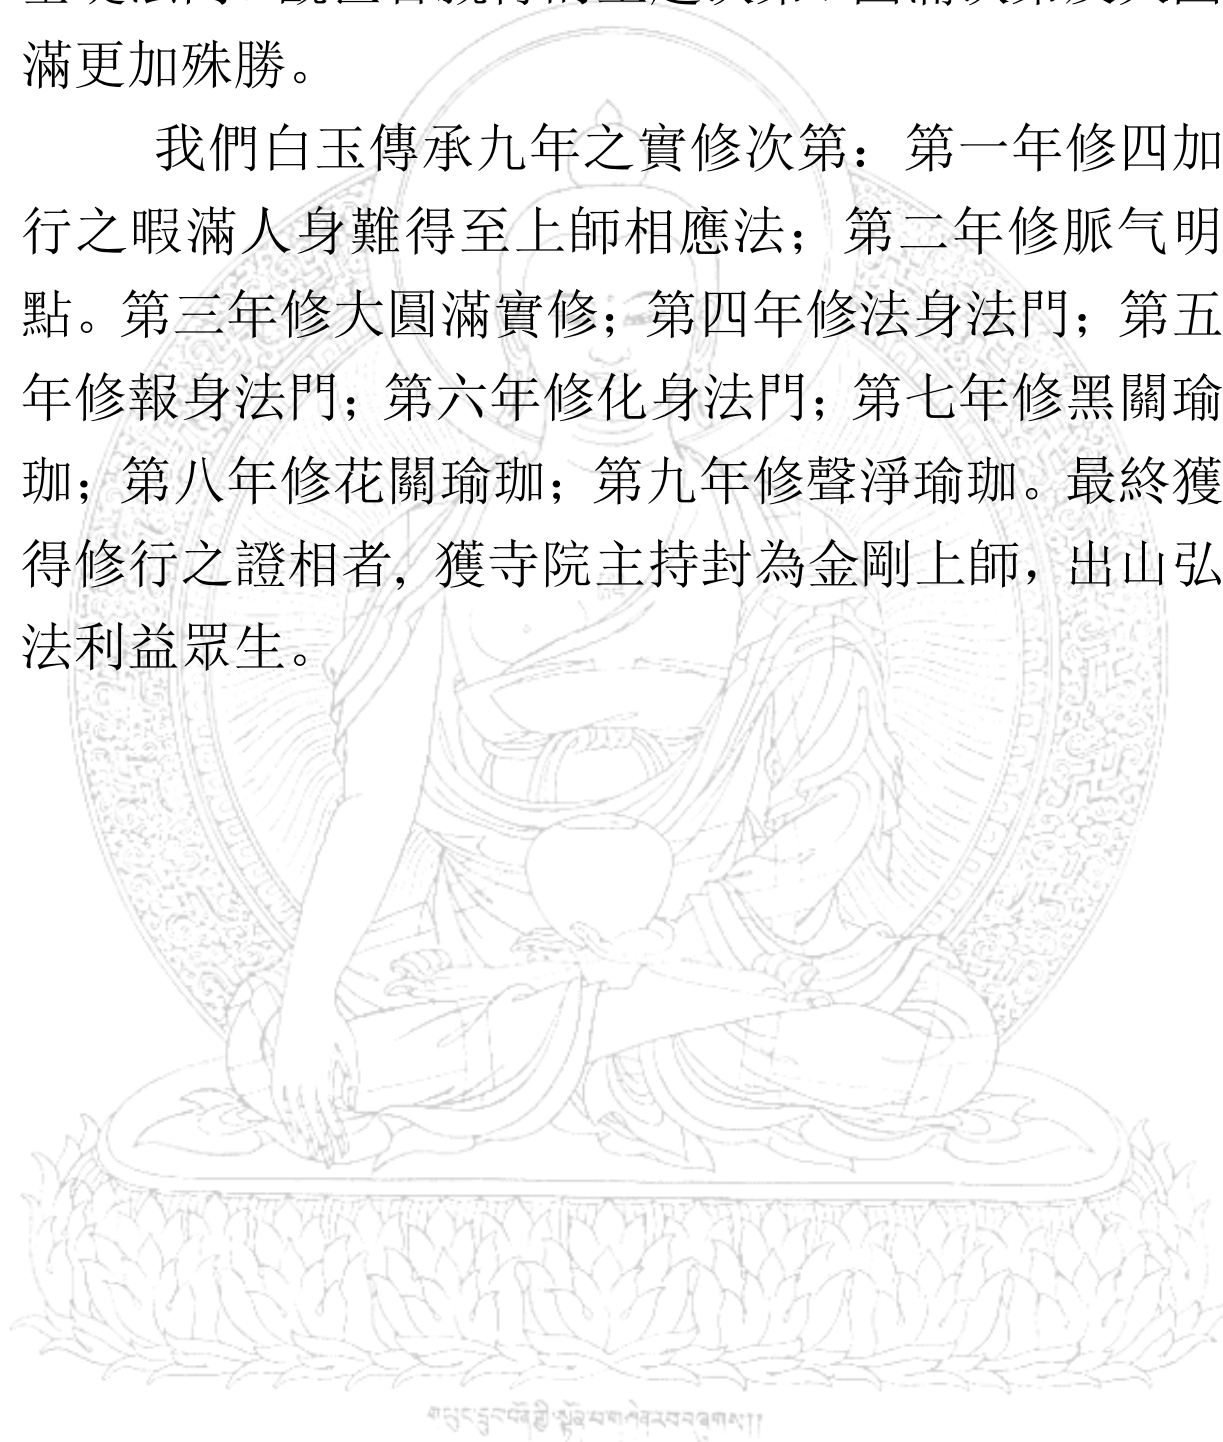 滿更加殊勝。
我們白玉傳承九年之實修次第：第一年修四加
行之暇滿人身難得至上師相應法；第二年修脈气明
點。第三年修大圓滿實修；第四年修法身法門；第五
年修報身法門；第六年修化身法門；第七年修黑關瑜
珈；第八年修花關瑜珈；第九年修聲淨瑜珈。最終獲
得修行之證相者, 獲寺院主持封為金剛上師，出山弘
法利益眾生。